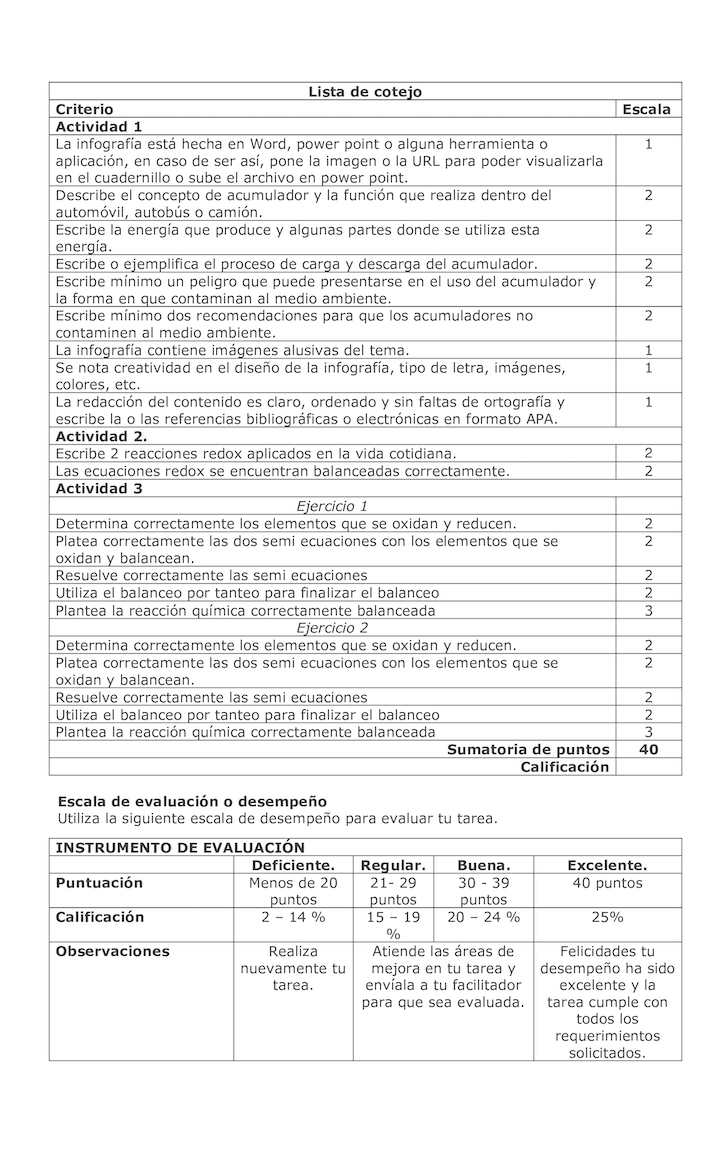 Lista de cotejo
Criterio Escala
Actividad 1
La infografía está hecha en Word, power point o alguna herramienta o 1
aplicación, en caso de ser así, pone la imagen o la URL para poder visualizarla
en el cuadernillo o sube el archivo en power point.
Describe el concepto de acumulador y la función que realiza dentro del 2
automóvil, autobús o camión.
Escribe la energía que produce y algunas partes donde se utiliza esta 2
energía.
Escribe o ejemplifica el proceso de carga y descarga del acumulador. 2
Escribe mínimo un peligro que puede presentarse en el uso del acumulador y 2
la forma en que contaminan al medio ambiente.
Escribe mínimo dos recomendaciones para que los acumuladores no 2
contaminen al medio ambiente.
La infografía contiene imágenes alusivas del tema. 1
Se nota creatividad en el diseño de la infografía, tipo de letra, imágenes, 1
colores, etc.
La redacción del contenido es claro, ordenado y sin faltas de ortografía y 1
escribe la o las referencias bibliográficas o electrónicas en formato APA.
Actividad 2.
Escribe 2 reacciones redox aplicados en la vida cotidiana. 2
Las ecuaciones redox se encuentran balanceadas correctamente. 2
Actividad 3
Ejercicio 1
Determina correctamente los elementos que se oxidan y reducen. 2
Platea correctamente las dos semi ecuaciones con los elementos que se 2
oxidan y balancean.
Resuelve correctamente las semi ecuaciones 2
Utiliza el balanceo por tanteo para finalizar el balanceo 2
Plantea la reacción química correctamente balanceada 3
Ejercicio 2
Determina correctamente los elementos que se oxidan y reducen. 2
Platea correctamente las dos semi ecuaciones con los elementos que se 2
oxidan y balancean.
Resuelve correctamente las semi ecuaciones 2
Utiliza el balanceo por tanteo para finalizar el balanceo 2
Plantea la reacción química correctamente balanceada 3
Sumatoria de puntos 40
Calificación
Escala de evaluación o desempeño
Utiliza la siguiente escala de desempeño para evaluar tu tarea.
INSTRUMENTO DE EVALUACIÓN
Deficiente. Regular. Buena. Excelente.
Puntuación Menos de 20 21- 29 30 - 39 40 puntos
puntos puntos puntos
Calificación 2 – 14 % 15 – 19 20 – 24 % 25%
%
Observaciones Realiza Atiende las áreas de Felicidades tu
nuevamente tu mejora en tu tarea y desempeño ha sido
tarea. envíala a tu facilitador excelente y la
para que sea evaluada. tarea cumple con
todos los
requerimientos
solicitados.